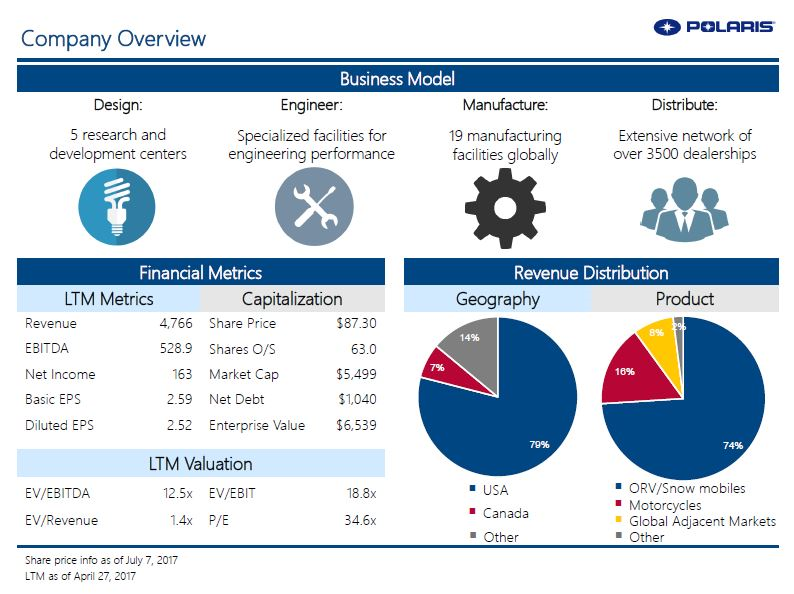 Company Overview
POLARIS
Business Model
Design:
5 research and
development centers
Engineer:
Specialized facilities for
engineering performance
Manufacture:
19 manufacturing
facilities globally
Distribute:
Extensive network of
over 3500 dealerships
Financial Metrics
LTM Metrics Capitalization
Revenue 4,766 Share Price $87.30
EBITDA 528.9 Shares O/S 63.0
Net Income 163 Market Cap $5,499
Basic EPS 2.59 Net Debt $1,040
Diluted EPS 2.52 Enterprise Value $6,539
LTM Valuation
EV/EBITDA 12.5x EV/EBIT 18.8x
EV/Revenue 1.4x P/E 34.6x
Revenue Distribution
Geography
14%
7%
79%
USA
Canada
Other
Product
2%
8%
16%
74%
ORV/Snow mobiles
Motorcycles
Global Adjacent Markets
Other
Share price info as of July 7, 2017
LTM as of April 27, 2017